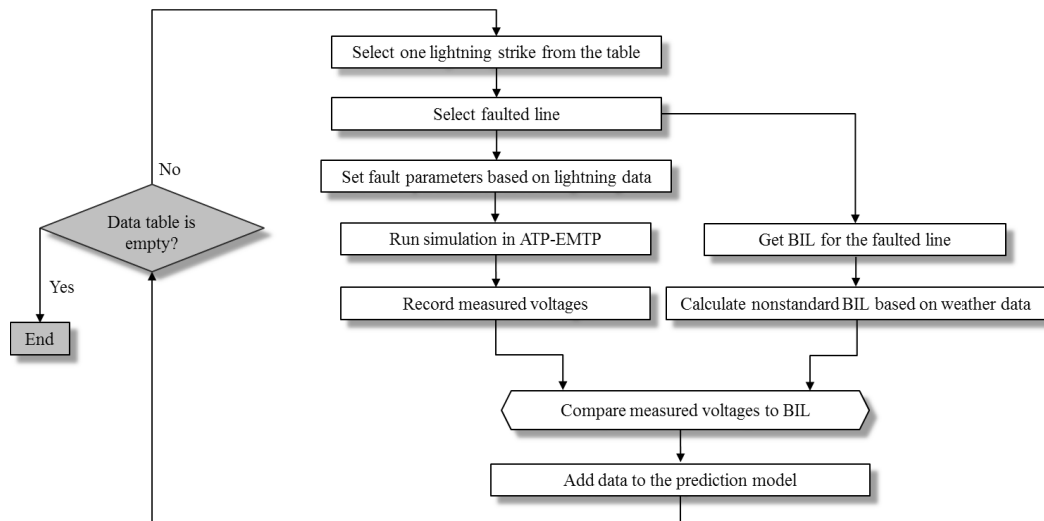 Select one lightning strike from the table
Select faulted line
No
Set fault parameters based on lightning data
Data table is
empty?
Run simulation in ATP-EMTP
Get BIL for the faulted line
Yes
Record measured voltages
Calculate nonstandard BIL based on weather data
End
Compare measured voltages to BIL
Add data to the prediction model